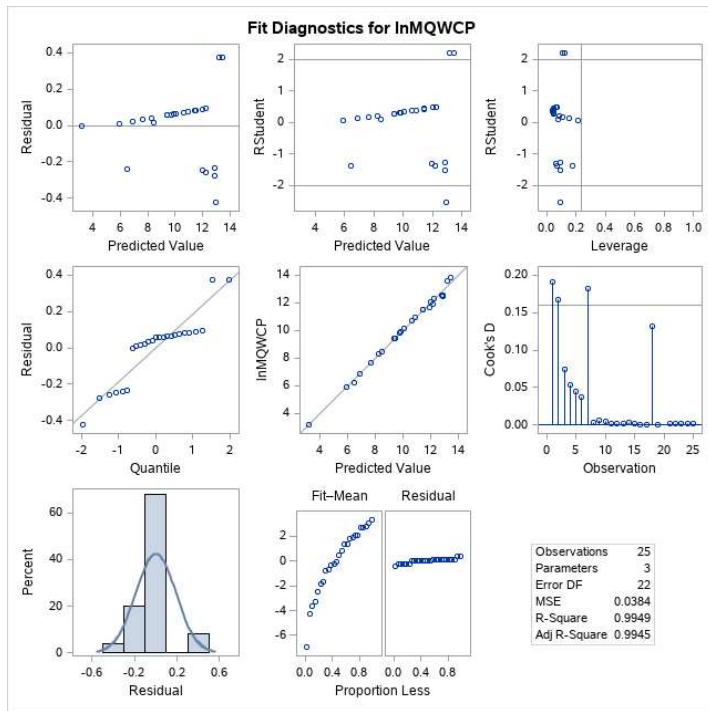 Fit Diagnostics for lnMQWCP
Residual
0.4
0.2
0.0
-0.2
-0.4
4 6 8 10 12 14
Predicted Value
RStudent
2
1
0
-1
-2
4 6 8 10 12 14
Predicted Value
RStudent
2
1
0
-1
-2
0.0 0.2 0.4 0.6 0.8 1.0
Leverage
Residual
0.4
0.2
0.0
-0.2
-0.4
-2 -1 0 1 2
Quantile
lnMQWCP
14
12
10
8
6
4
4 6 8 10 12 14
Predicted Value
Cook's D
0.20
0.15
0.10
0.05
0.00
0 5 10 15 20 25
Observation
Percent
60
40
20
0
-0.6 -0.2 0.2 0.6
Residual
Fit–Mean Residual
2
0
-2
-4
-6
0.0 0.4 0.8 0.0 0.4 0.8
Proportion Less
Observations 25
Parameters 3
Error DF 22
MSE 0.0384
R-Square 0.9949
Adj R-Square 0.9945